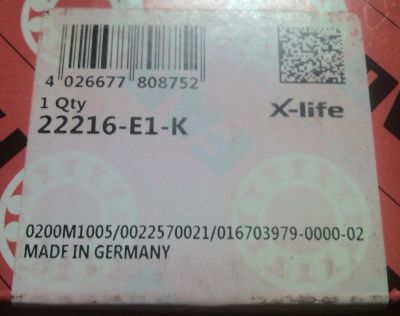 4 026677 808752
1 Qty
22216-E1-K
X-life
0200M1005/0022570021/016703979-0000-02
MADE IN GERMANY